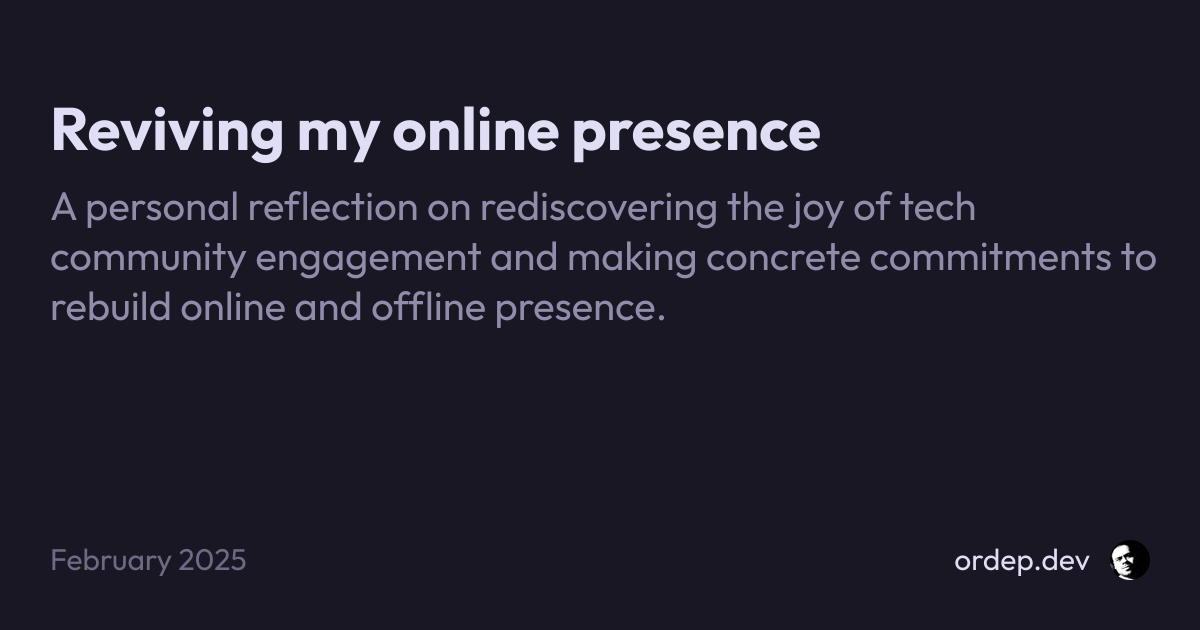 Reviving my online presence
A personal reflection on rediscovering the joy of tech
community engagement and making concrete commitments to
rebuild online and offline presence.
February 2025
ordep.dev